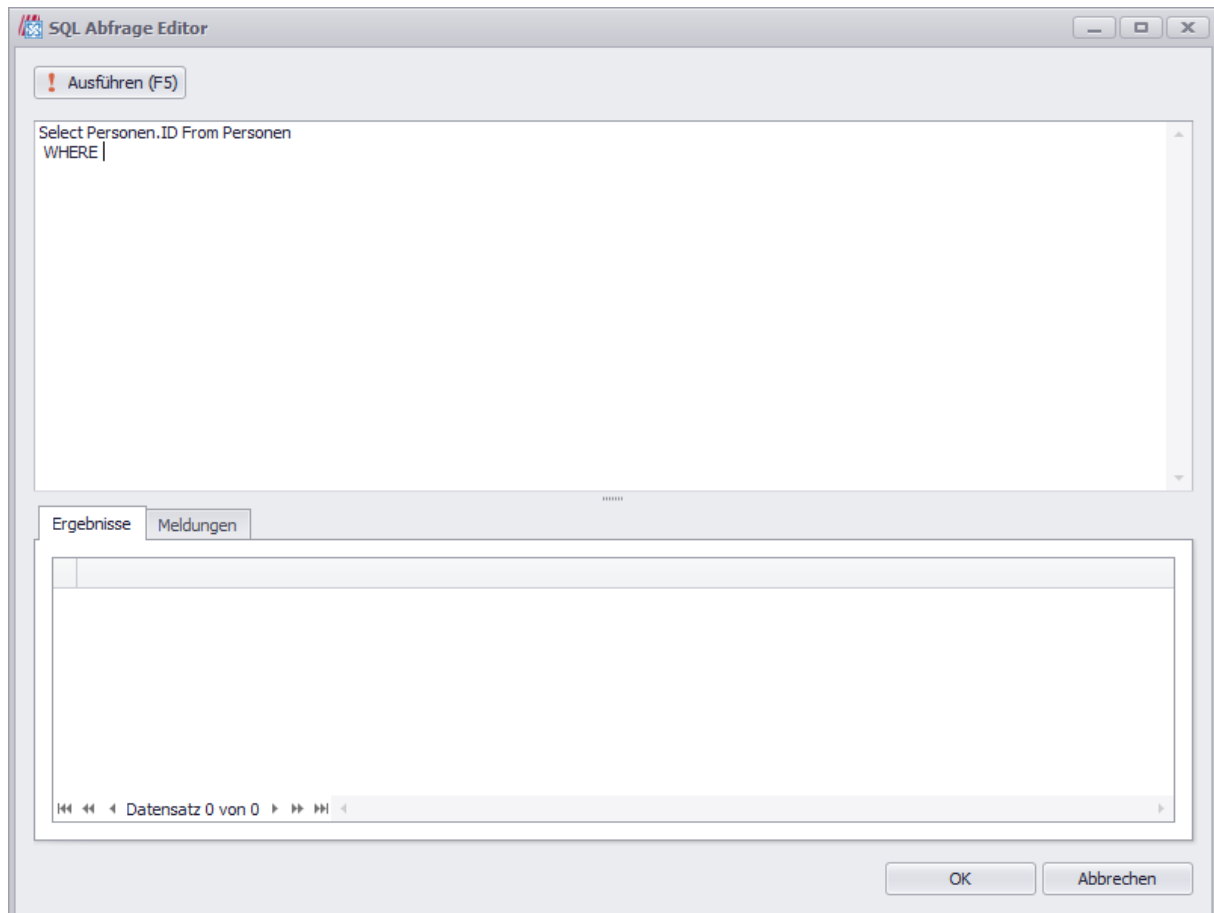 SQL Abfrage Editor
Ausführen (F5)
Select Personen.ID From Personen
WHERE
Ergebnisse Meldungen
Datensatz 0 von 0
OK Abbrechen